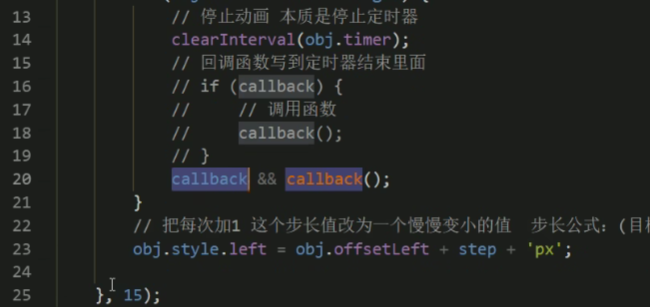 13 // 停止动画 本质是停止定时器
14 clearInterval(obj.timer);
15 // 回调函数写到定时器结束里面
16 // if (callback) {
17 //     // 调用函数
18 //     callback();
19 // }
20 callback && callback();
21 }
22 // 把每次加1 这个步长值改为一个慢慢变小的值  步长公式：(目
23 obj.style.left = obj.offsetLeft + step + 'px';
24
25 }, 15);